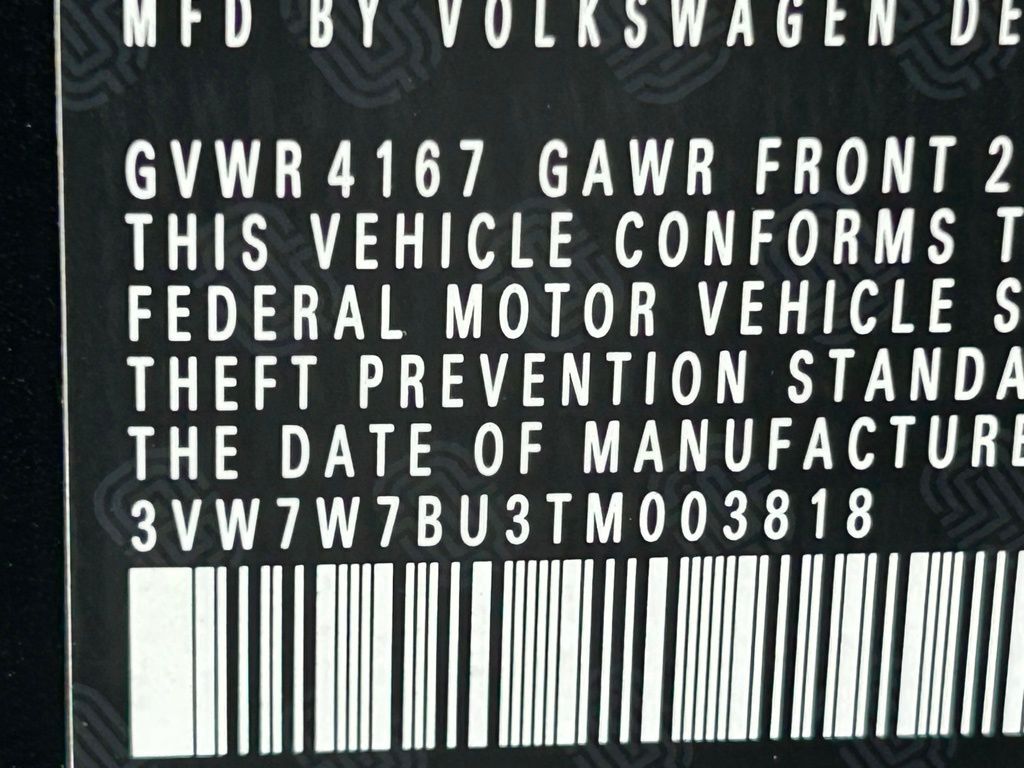 MFD BY VOLKSWAGEN DE
GVWR 4167 GAWR FRONT 2
THIS VEHICLE CONFORMS T
FEDERAL MOTOR VEHICLE S
THEFT PREVENTION STANDA
THE DATE OF MANUFACTURE
3VW7W7BU3TM003818